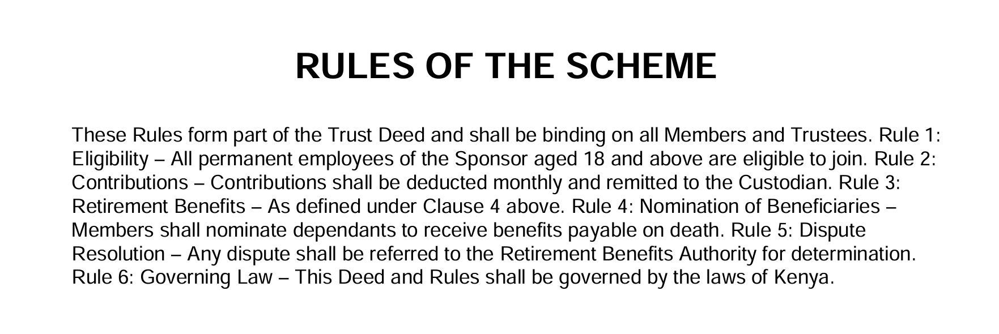 RULES OF THE SCHEME
These Rules form part of the Trust Deed and shall be binding on all Members and Trustees. Rule 1:
Eligibility – All permanent employees of the Sponsor aged 18 and above are eligible to join. Rule 2:
Contributions – Contributions shall be deducted monthly and remitted to the Custodian. Rule 3:
Retirement Benefits – As defined under Clause 4 above. Rule 4: Nomination of Beneficiaries –
Members shall nominate dependants to receive benefits payable on death. Rule 5: Dispute
Resolution – Any dispute shall be referred to the Retirement Benefits Authority for determination.
Rule 6: Governing Law – This Deed and Rules shall be governed by the laws of Kenya.